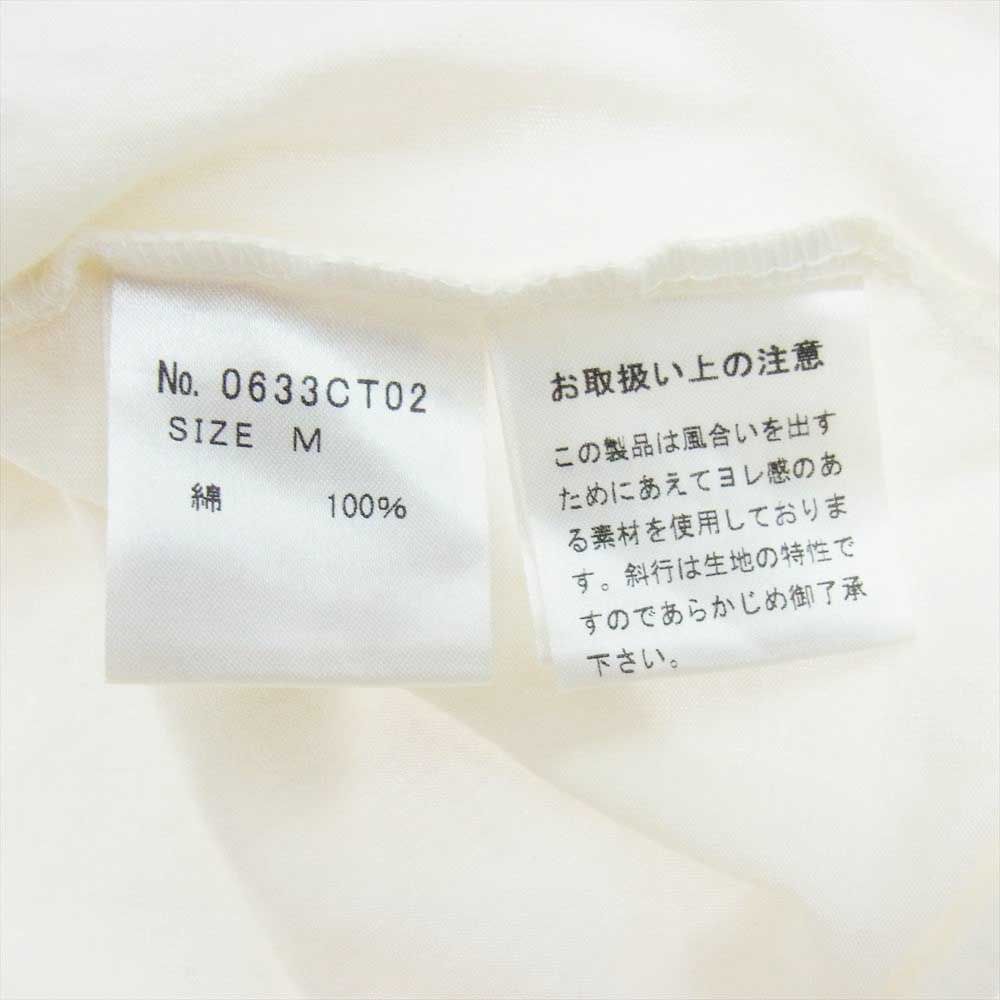 No. 0633CT02
SIZE M
綿 100%
お取扱い上の注意
この製品は風合いを出す
ためにあえてヨレ感のあ
る素材を使用しておりま
す。斜行は生地の特性で
すのであらかじめ御了承
下さい。